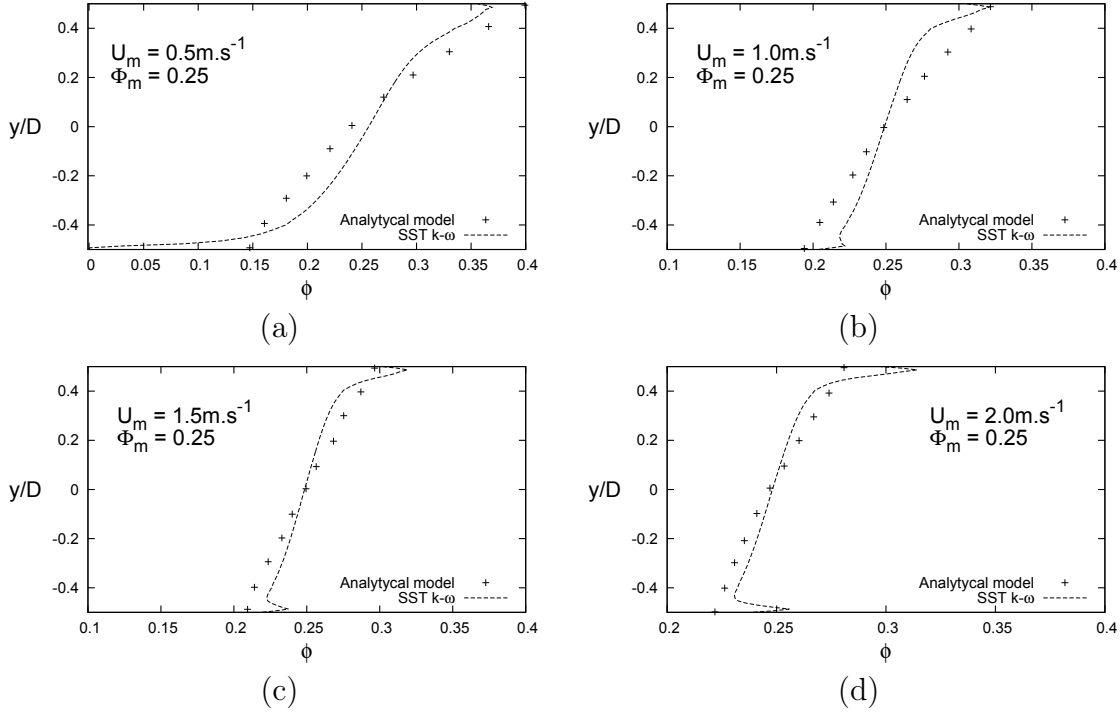 0.4
0.2
0
-0.2
-0.4
y/D
U_m = 0.5m.s^-1
Φ_m = 0.25
Analytycal model
SST k-ω
0 0.05 0.1 0.15 0.2 0.25 0.3 0.35 0.4
ϕ
(a)
0.4
0.2
0
-0.2
-0.4
y/D
U_m = 1.0m.s^-1
Φ_m = 0.25
Analytycal model
SST k-ω
0.1 0.15 0.2 0.25 0.3 0.35 0.4
ϕ
(b)
0.4
0.2
0
-0.2
-0.4
y/D
U_m = 1.5m.s^-1
Φ_m = 0.25
Analytycal model
SST k-ω
0.1 0.15 0.2 0.25 0.3 0.35 0.4
ϕ
(c)
0.4
0.2
0
-0.2
-0.4
y/D
U_m = 2.0m.s^-1
Φ_m = 0.25
Analytycal model
SST k-ω
0.2 0.25 0.3 0.35 0.4
ϕ
(d)